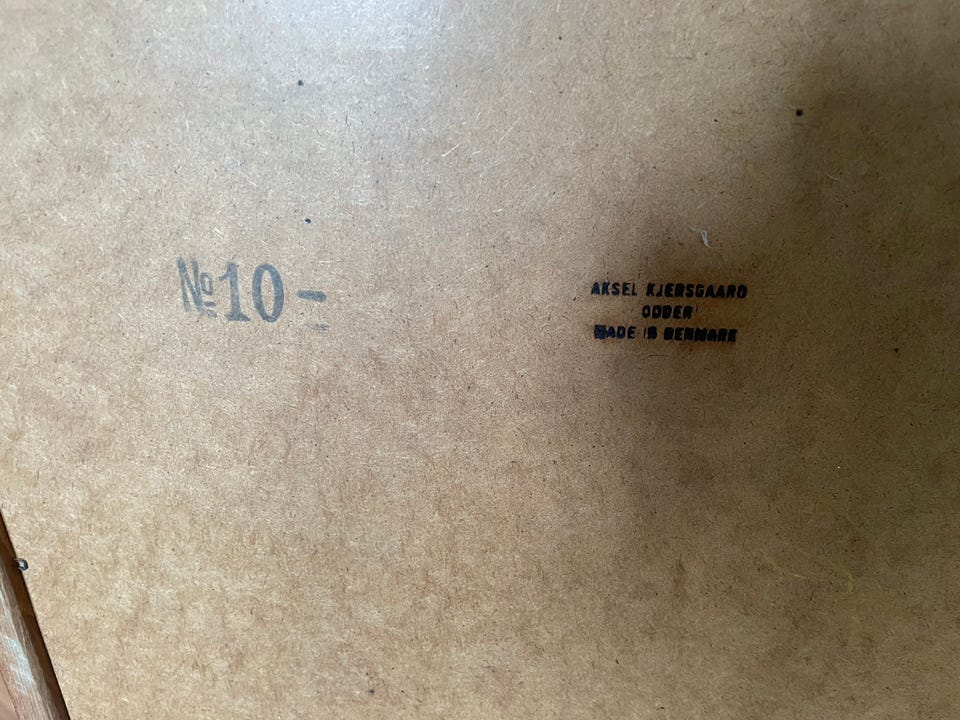 №10-
AKSEL KJERSGAARD
ODDER
MADE IN DENMARK